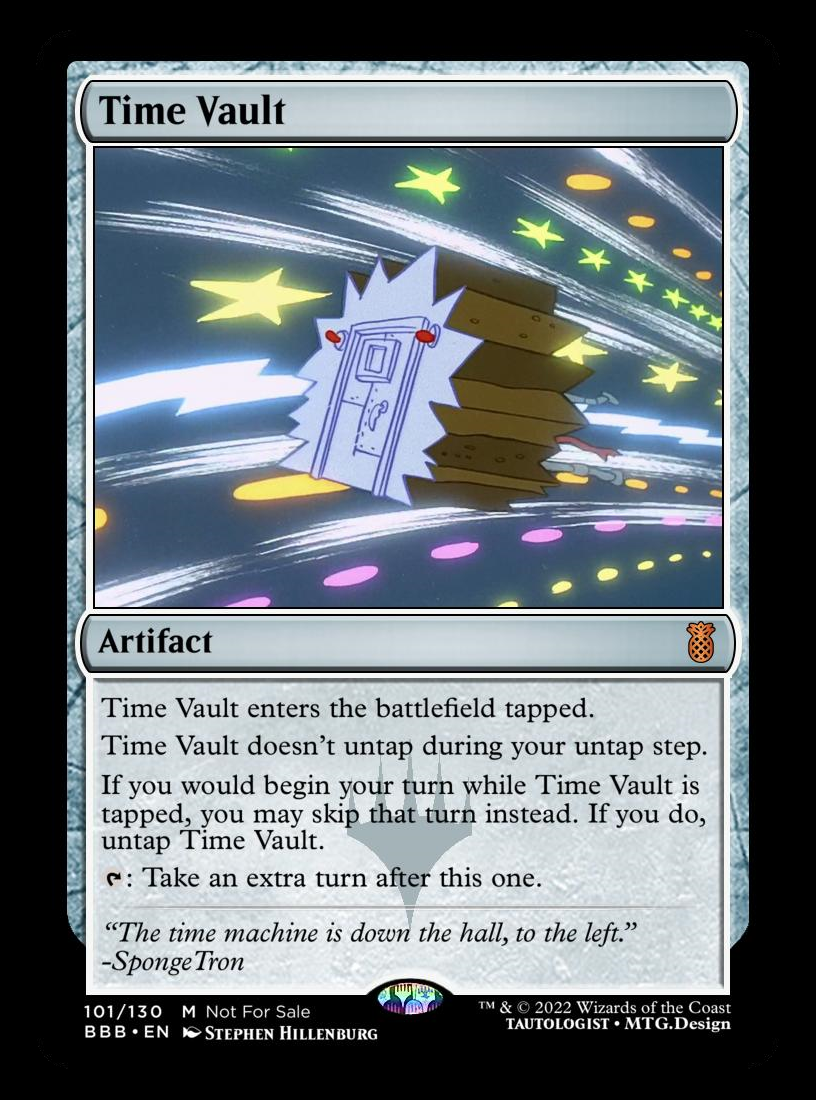 Time Vault
Artifact
Time Vault enters the battlefield tapped.
Time Vault doesn’t untap during your untap step.
If you would begin your turn while Time Vault is
tapped, you may skip that turn instead. If you do,
untap Time Vault.
: Take an extra turn after this one.
“The time machine is down the hall, to the left.”
-SpongeTron
101/130 M Not For Sale
BBB • EN Stephen Hillenburg
™ & © 2022 Wizards of the Coast
TAUTOLOGIST • MTG.Design